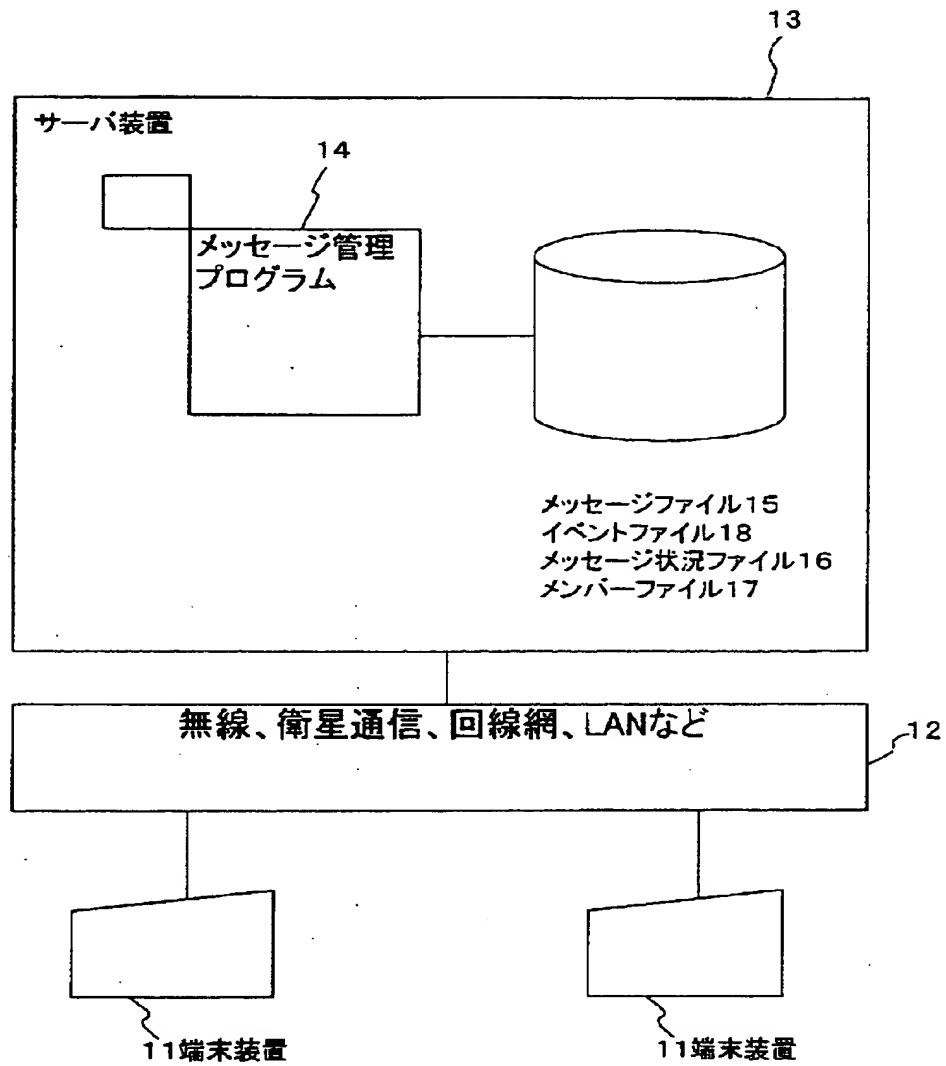 13
サーバ装置
14
メッセージ管理
プログラム
メッセージファイル15
イベントファイル18
メッセージ状況ファイル16
メンバーファイル17
無線、衛星通信、回線網、LANなど
12
11端末装置
11端末装置